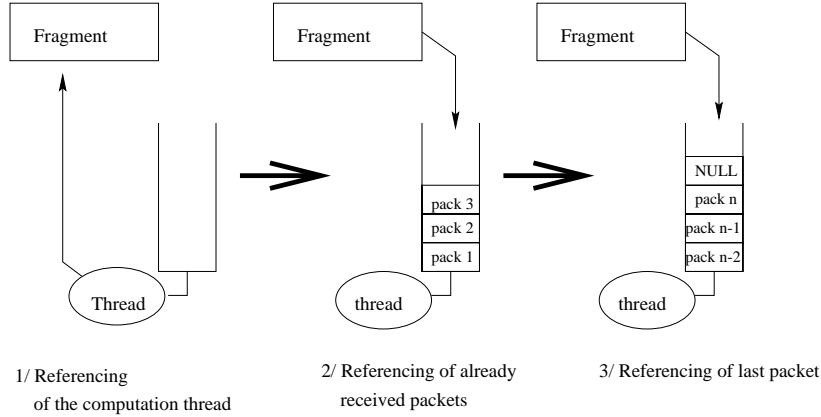 Fragment
Fragment
Fragment
NULL
pack 3
pack n
pack 2
pack n-1
pack 1
pack n-2
Thread
thread
thread
1/ Referencing
of the computation thread
2/ Referencing of already
received packets
3/ Referencing of last packet